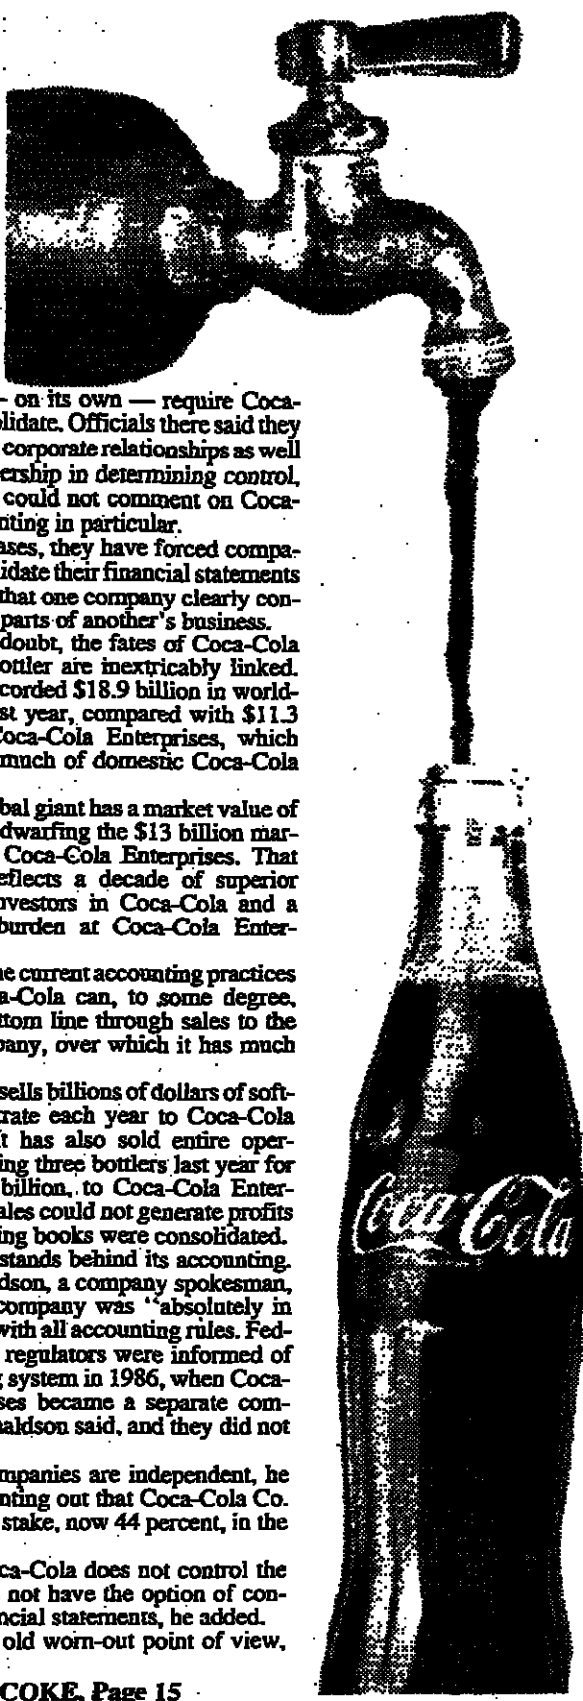 - on its own — require Coca-
lidate. Officials there said they
corporate relationships as well
ership in determining control,
could not comment on Coca-
nting in particular.
ases, they have forced compa-
idate their financial statements
that one company clearly con-
parts of another's business.
doubt, the fates of Coca-Cola
ottler are inextricably linked.
corded $18.9 billion in world-
st year, compared with $11.3
Coca-Cola Enterprises, which
much of domestic Coca-Cola
bal giant has a market value of
dwarfing the $13 billion mar-
Coca-Cola Enterprises. That
eflects a decade of superior
nvestors in Coca-Cola and a
burden at Coca-Cola Enter-
ne current accounting practices
a-Cola can, to some degree,
ttom line through sales to the
pany, over which it has much
sells billions of dollars of soft-
rate each year to Coca-Cola
t has also sold entire oper-
ing three bottlers last year for
billion, to Coca-Cola Enter-
ales could not generate profits
ing books were consolidated.
stands behind its accounting.
dson, a company spokesman,
company was "absolutely in
with all accounting rules. Fed-
regulators were informed of
g system in 1986, when Coca-
ses became a separate com-
naldson said, and they did not
mpanies are independent, he
nting out that Coca-Cola Co.
stake, now 44 percent, in the
ca-Cola does not control the
not have the option of con-
ncial statements, he added.
old worn-out point of view,
COKE, Page 15
Coca-Cola